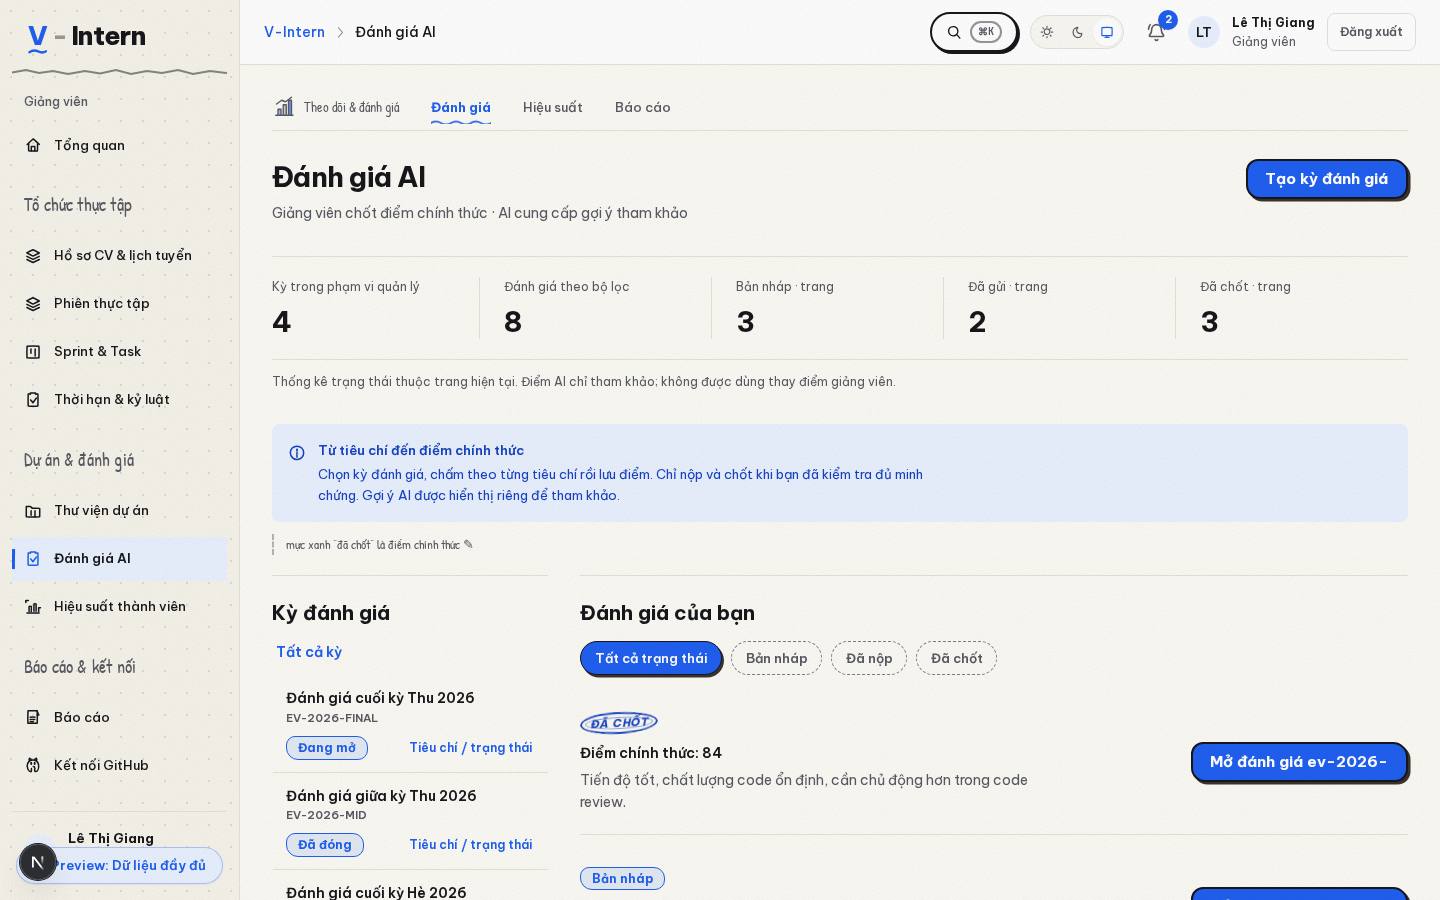 V - Intern
Giảng viên
Tổng quan
Tổ chức thực tập
Hồ sơ CV & lịch tuyển
Phiên thực tập
Sprint & Task
Thời hạn & kỷ luật
Dự án & đánh giá
Thư viện dự án
Đánh giá AI
Hiệu suất thành viên
Báo cáo & kết nối
Báo cáo
Kết nối GitHub
Lê Thị Giang
Preview: Dữ liệu đầy đủ
N
V-Intern > Đánh giá AI
⌘K
2
LT
Lê Thị Giang
Giảng viên
Đăng xuất
Theo dõi & đánh giá
Đánh giá
Hiệu suất
Báo cáo
Đánh giá AI
Giảng viên chốt điểm chính thức · AI cung cấp gợi ý tham khảo
Tạo kỳ đánh giá
Kỳ trong phạm vi quản lý
4
Đánh giá theo bộ lọc
8
Bản nháp · trang
3
Đã gửi · trang
2
Đã chốt · trang
3
Thống kê trạng thái thuộc trang hiện tại. Điểm AI chỉ tham khảo; không được dùng thay điểm giảng viên.
Từ tiêu chí đến điểm chính thức
Chọn kỳ đánh giá, chấm theo từng tiêu chí rồi lưu điểm. Chỉ nộp và chốt khi bạn đã kiểm tra đủ minh
chứng. Gợi ý AI được hiển thị riêng để tham khảo.
mực xanh "đã chốt" là điểm chính thức ✎
Kỳ đánh giá
Tất cả kỳ
Đánh giá cuối kỳ Thu 2026
EV-2026-FINAL
Đang mở
Tiêu chí / trạng thái
Đánh giá giữa kỳ Thu 2026
EV-2026-MID
Đã đóng
Tiêu chí / trạng thái
Đánh giá cuối kỳ Hè 2026
Đánh giá của bạn
Tất cả trạng thái
Bản nháp
Đã nộp
Đã chốt
ĐÃ CHỐT
Điểm chính thức: 84
Tiến độ tốt, chất lượng code ổn định, cần chủ động hơn trong code
review.
Mở đánh giá ev-2026-
Bản nháp